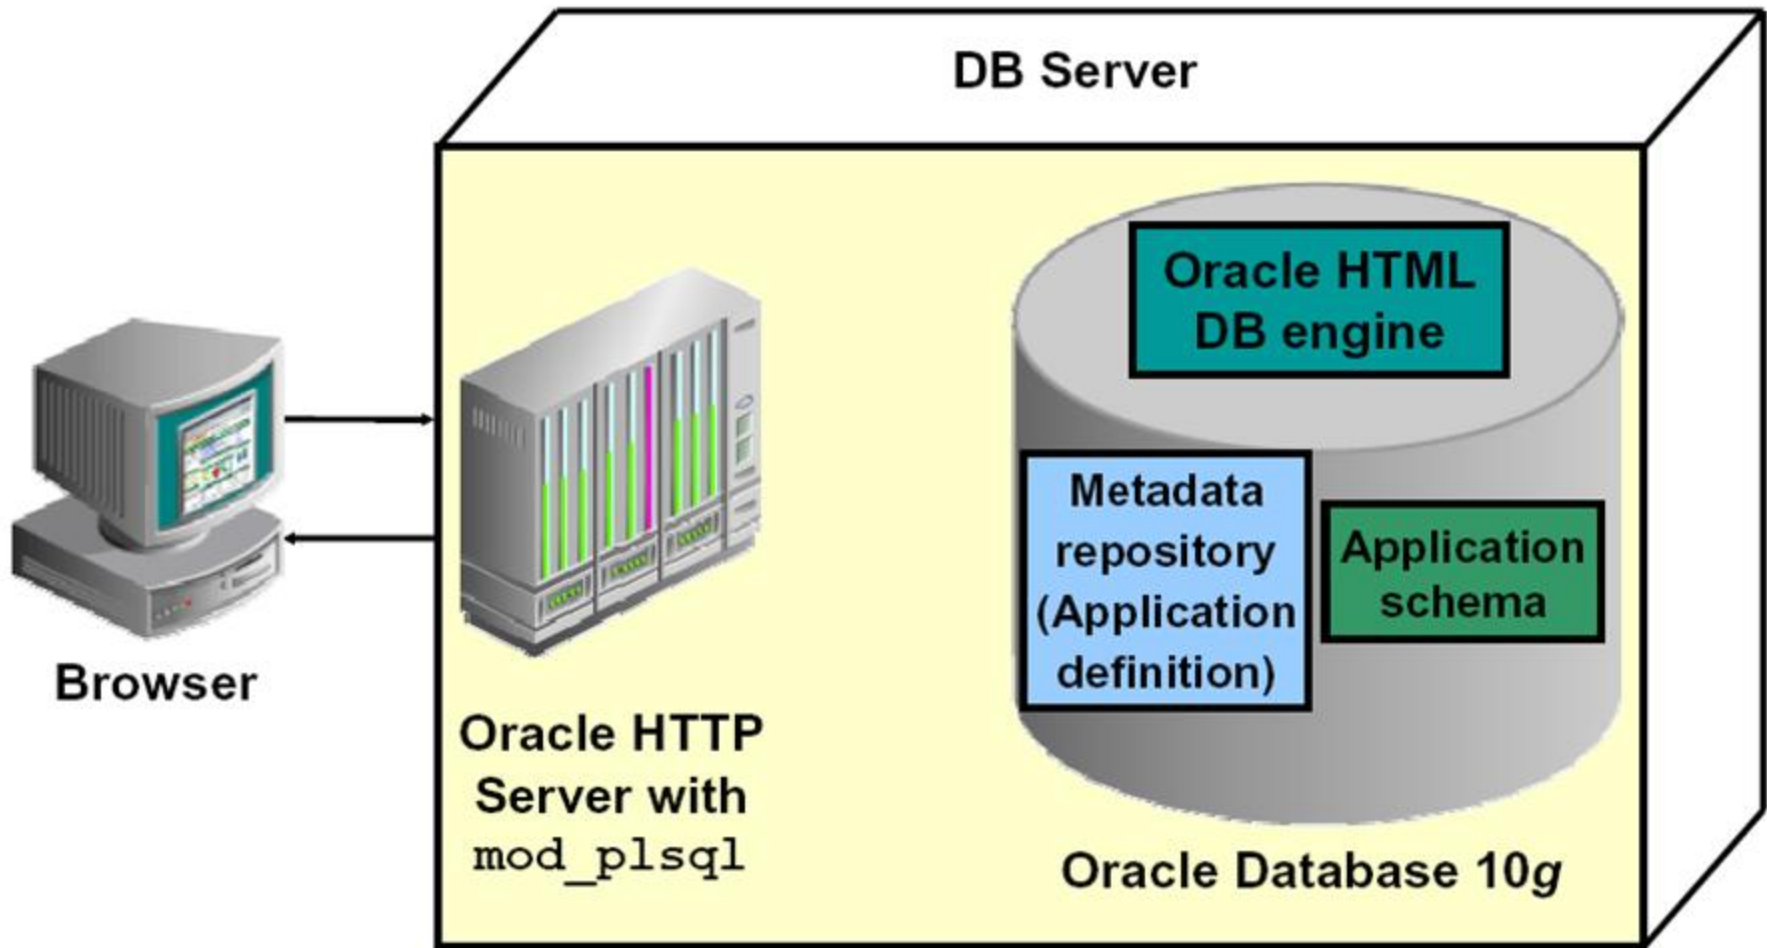 DB Server
Oracle HTML
DB engine
Metadata
repository
(Application
definition)
Application
schema
Browser
Oracle HTTP
Server with
mod_plsql
Oracle Database 10g